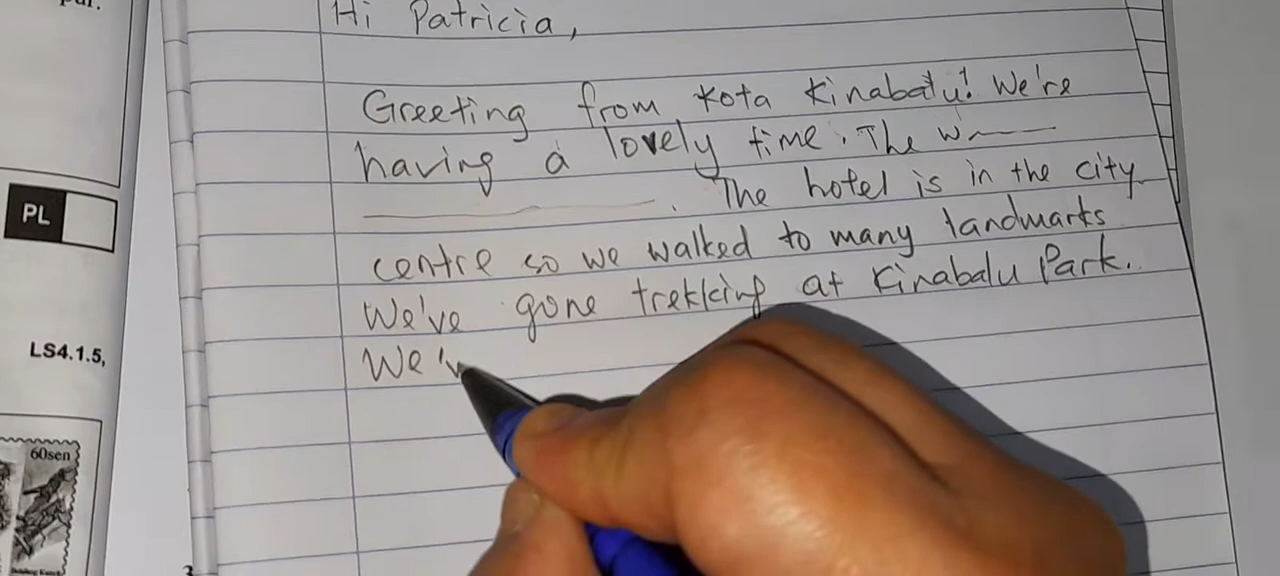 PL
LS4.1.5,
60sen
3
Hi Patricia,
Greeting from Kota Kinabalu! We're
having a lovely time. The w
. The hotel is in the city
centre so we walked to many landmarks
We've gone trekking at Kinabalu Park.
We'v